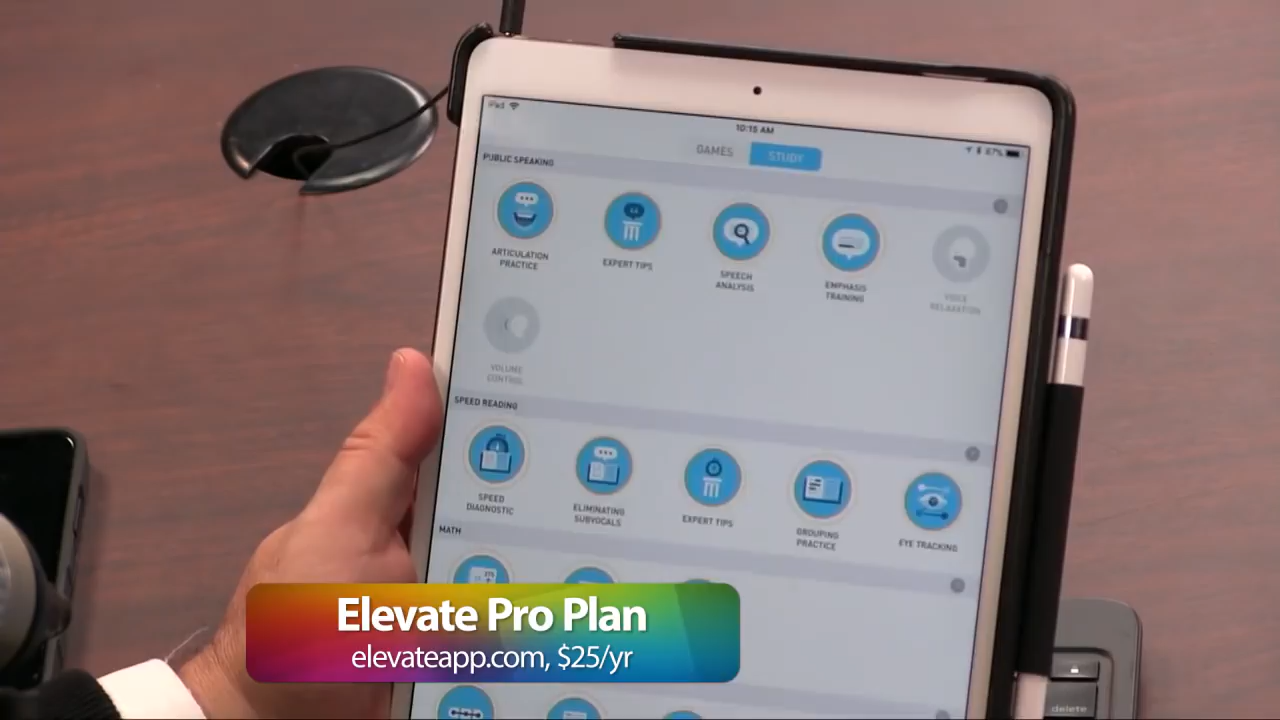 iPad
10:15 AM
87%
GAMES STUDY
PUBLIC SPEAKING
ARTICULATION
PRACTICE
EXPERT TIPS
SPEECH
ANALYSIS
EMPHASIS
TRAINING
VOICE
RELAXATION
VOLUME
CONTROL
SPEED READING
SPEED
DIAGNOSTIC
ELIMINATING
SUBVOCALS
EXPERT TIPS
GROUPING
PRACTICE
EYE TRACKING
MATH
Elevate Pro Plan
elevateapp.com, $25/yr
delete